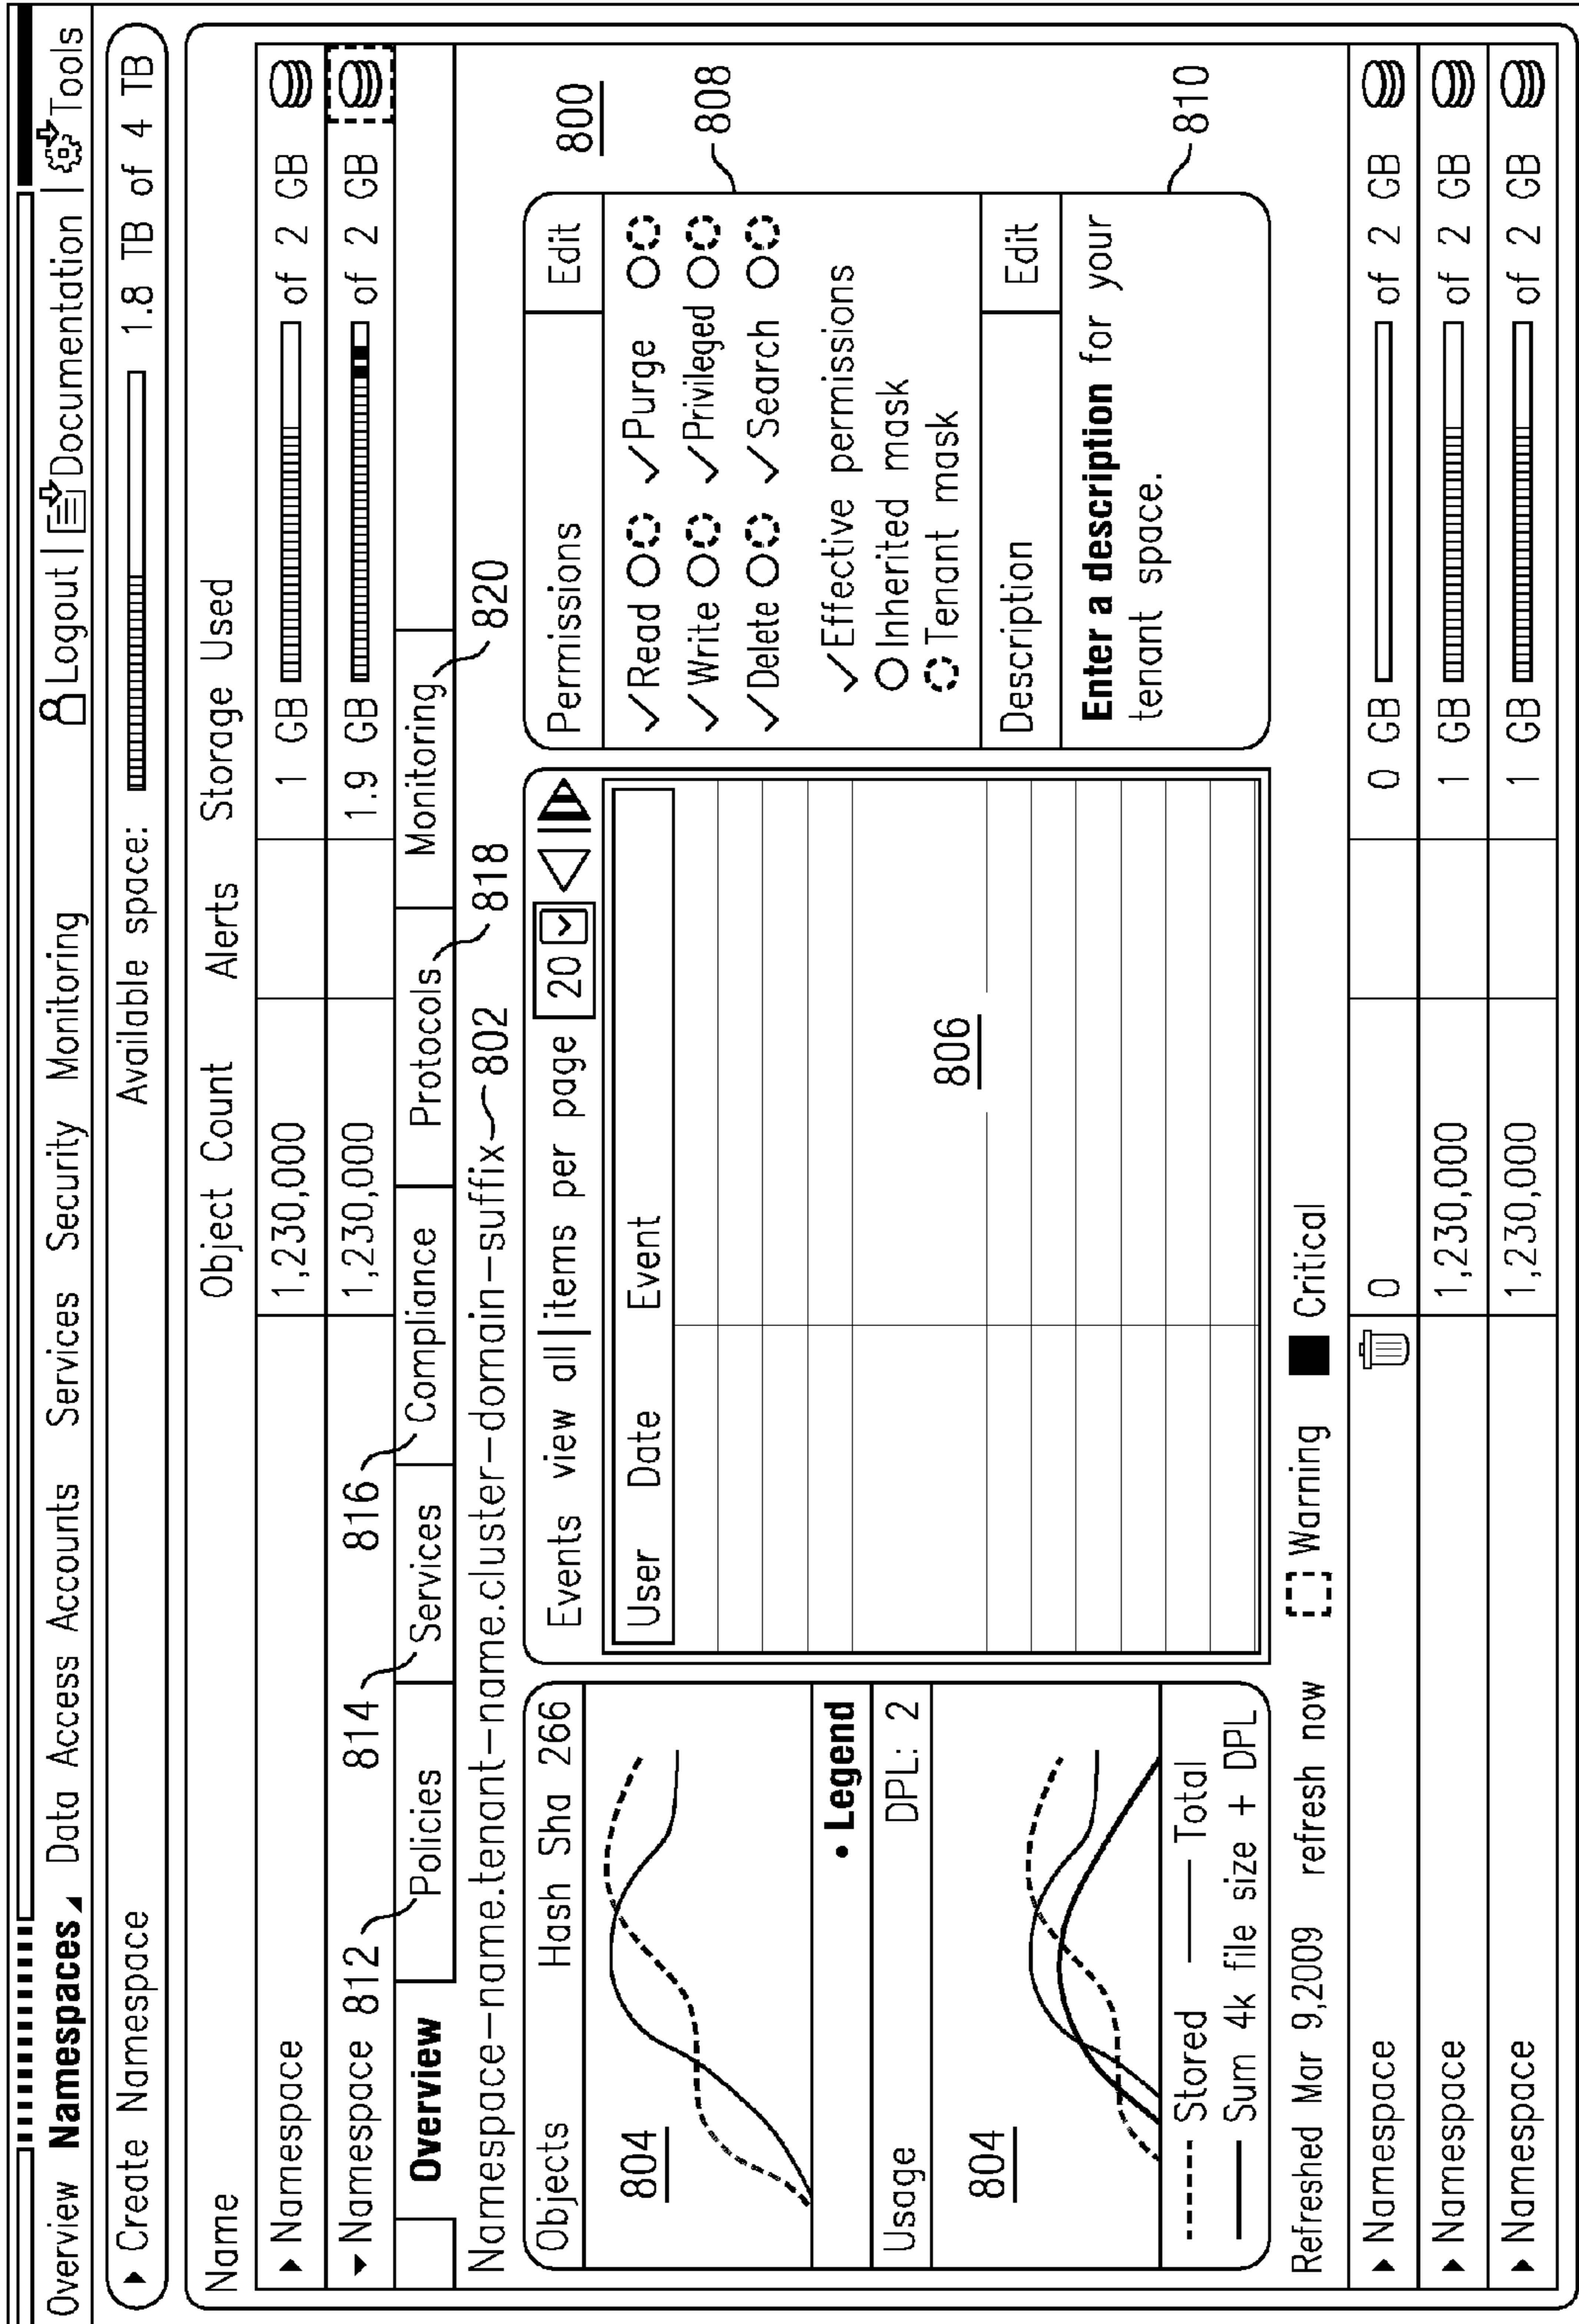 Overview Namespaces Data Access Accounts Services Security Monitoring Logout | Documentation | Tools
Create Namespace Available space: 1.8 TB of 4 TB
Name Object Count Alerts Storage Used
Namespace 1,230,000 1 GB of 2 GB
Namespace 1,230,000 1.9 GB of 2 GB
812 814 816
Overview Policies Services Compliance Protocols Monitoring
Namespace-name.tenant-name.cluster-domain-suffix 802 818 820
800
Objects Hash Sha 266
804
• Legend
Usage DPL: 2
804
Stored Total
Sum 4k file size + DPL
Events view all|items per page 20
User Date Event
806
Permissions Edit
Read Purge
Write Privileged
Delete Search
808
Effective permissions
Inherited mask
Tenant mask
Description Edit
Enter a description for your
tenant space.
810
Refreshed Mar 9,2009 refresh now Warning Critical
Namespace 0 0 GB of 2 GB
Namespace 1,230,000 1 GB of 2 GB
Namespace 1,230,000 1 GB of 2 GB